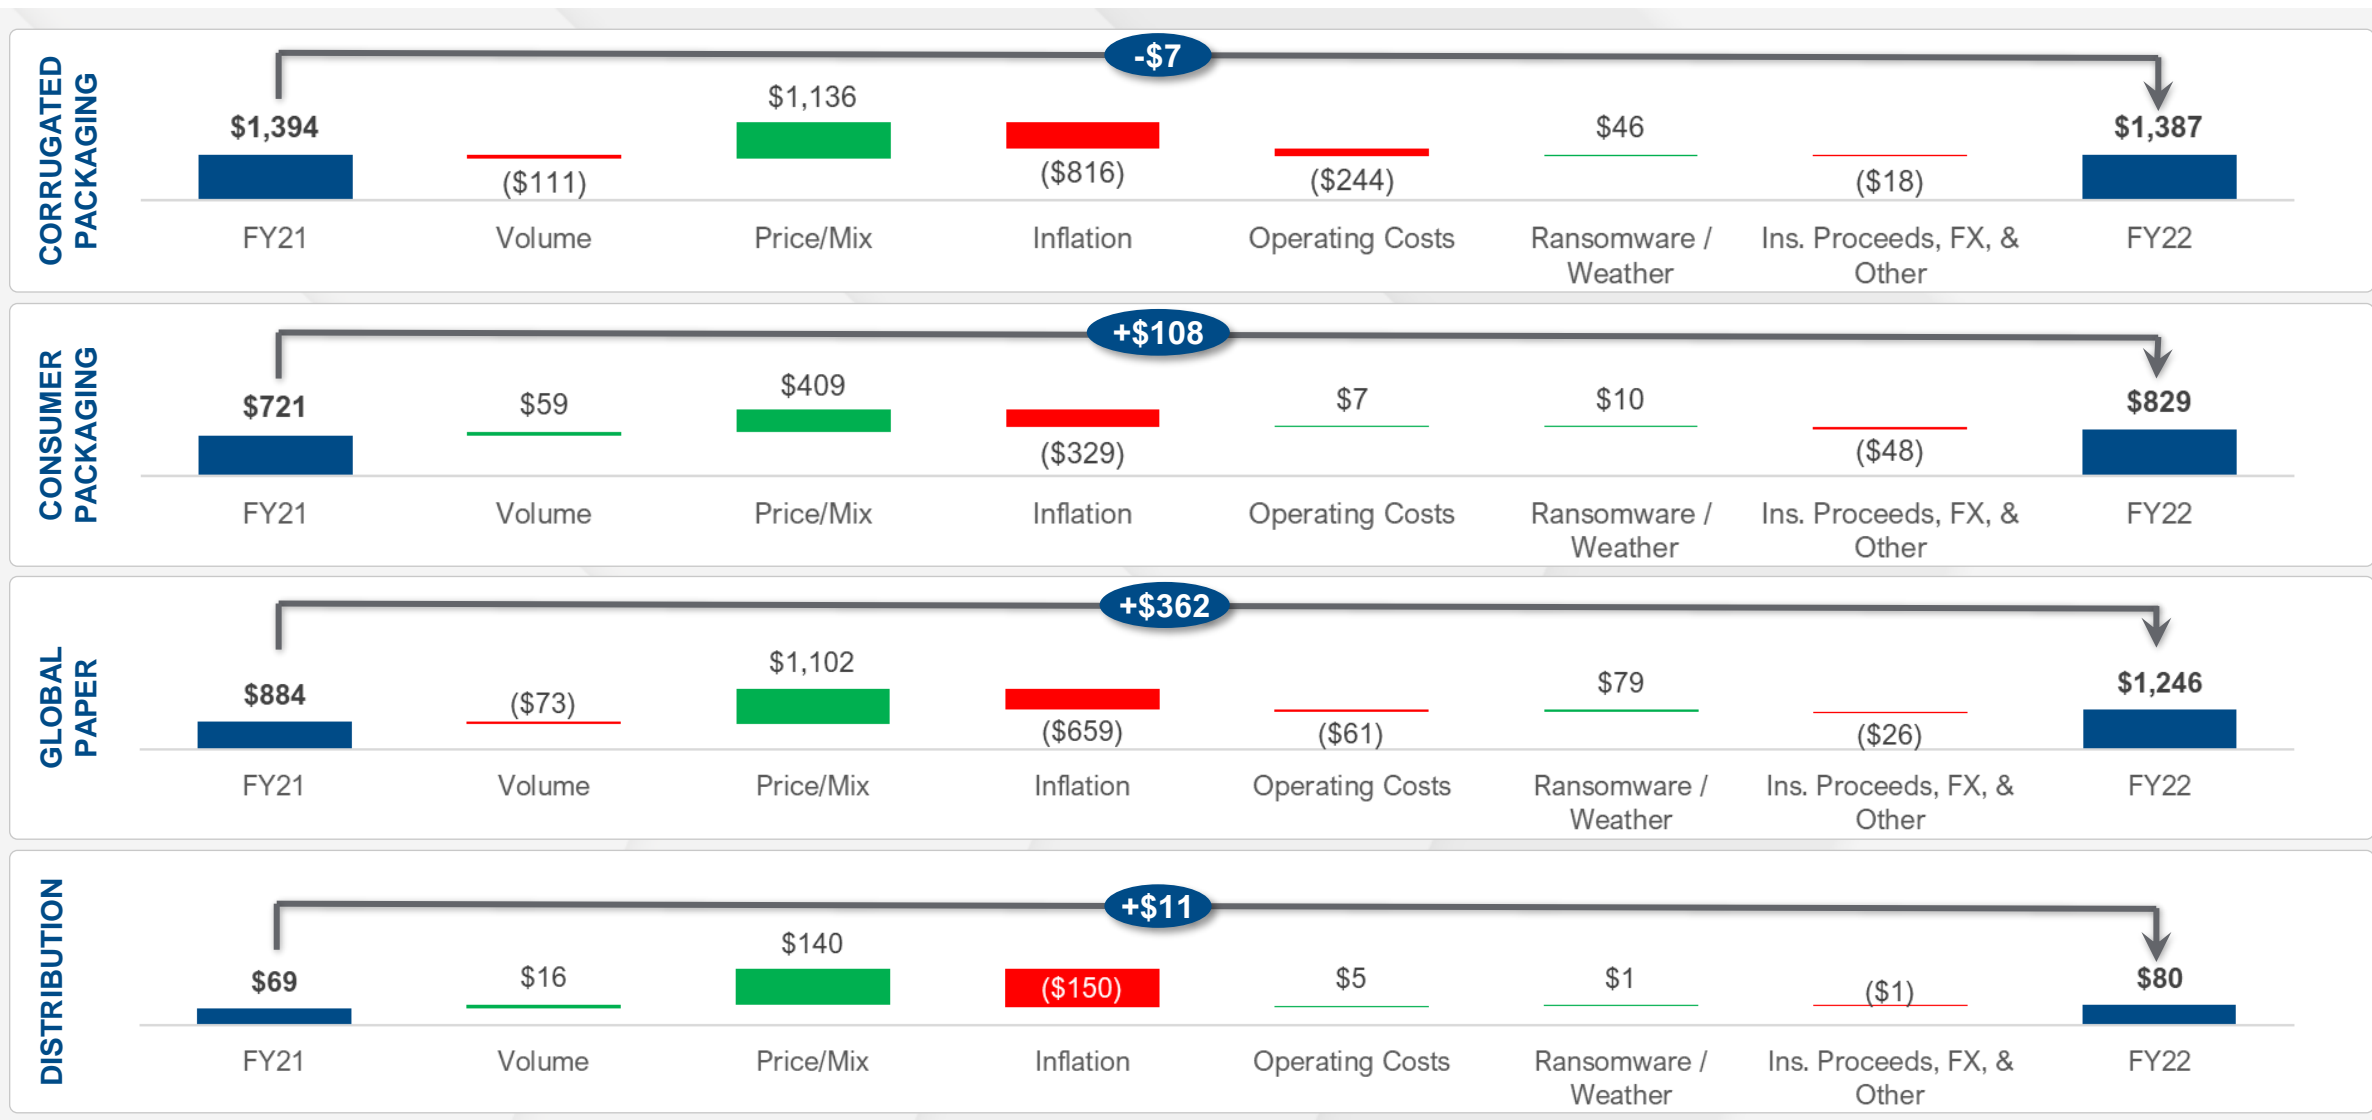 CORRUGATED
PACKAGING
-$7
$1,394
($111)
$1,136
($816)
($244)
$46
($18)
$1,387
FY21
Volume
Price/Mix
Inflation
Operating Costs
Ransomware /
Weather
Ins. Proceeds, FX, &
Other
FY22
CONSUMER
PACKAGING
+$108
$721
$59
$409
($329)
$7
$10
($48)
$829
FY21
Volume
Price/Mix
Inflation
Operating Costs
Ransomware /
Weather
Ins. Proceeds, FX, &
Other
FY22
GLOBAL
PAPER
+$362
$884
($73)
$1,102
($659)
($61)
$79
($26)
$1,246
FY21
Volume
Price/Mix
Inflation
Operating Costs
Ransomware /
Weather
Ins. Proceeds, FX, &
Other
FY22
DISTRIBUTION
+$11
$69
$16
$140
($150)
$5
$1
($1)
$80
FY21
Volume
Price/Mix
Inflation
Operating Costs
Ransomware /
Weather
Ins. Proceeds, FX, &
Other
FY22